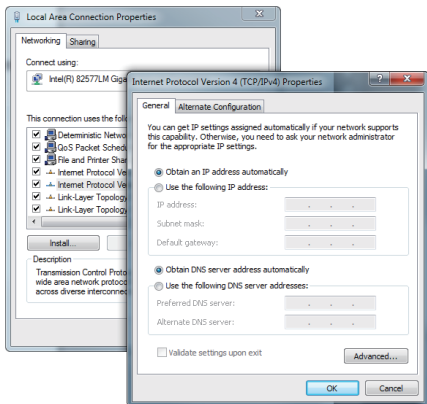 Local Area Connection Properties
Networking
Sharing
Connect using:
Intel(R) 82577LM Giga
This connection uses the follo
Deterministic Netwo
QoS Packet Schedu
File and Printer Shar
Internet Protocol Ve
Internet Protocol Ve
Link-Layer Topology
Link-Layer Topology
Install...
Description
Transmission Control Proto
wide area network protoc
across diverse interconnec
Internet Protocol Version 4 (TCP/IPv4) Properties
General
Alternate Configuration
You can get IP settings assigned automatically if your network supports
this capability. Otherwise, you need to ask your network administrator
for the appropriate IP settings.
Obtain an IP address automatically
Use the following IP address:
IP address:
Subnet mask:
Default gateway:
Obtain DNS server address automatically
Use the following DNS server addresses:
Preferred DNS server:
Alternate DNS server:
Validate settings upon exit
Advanced...
OK
Cancel